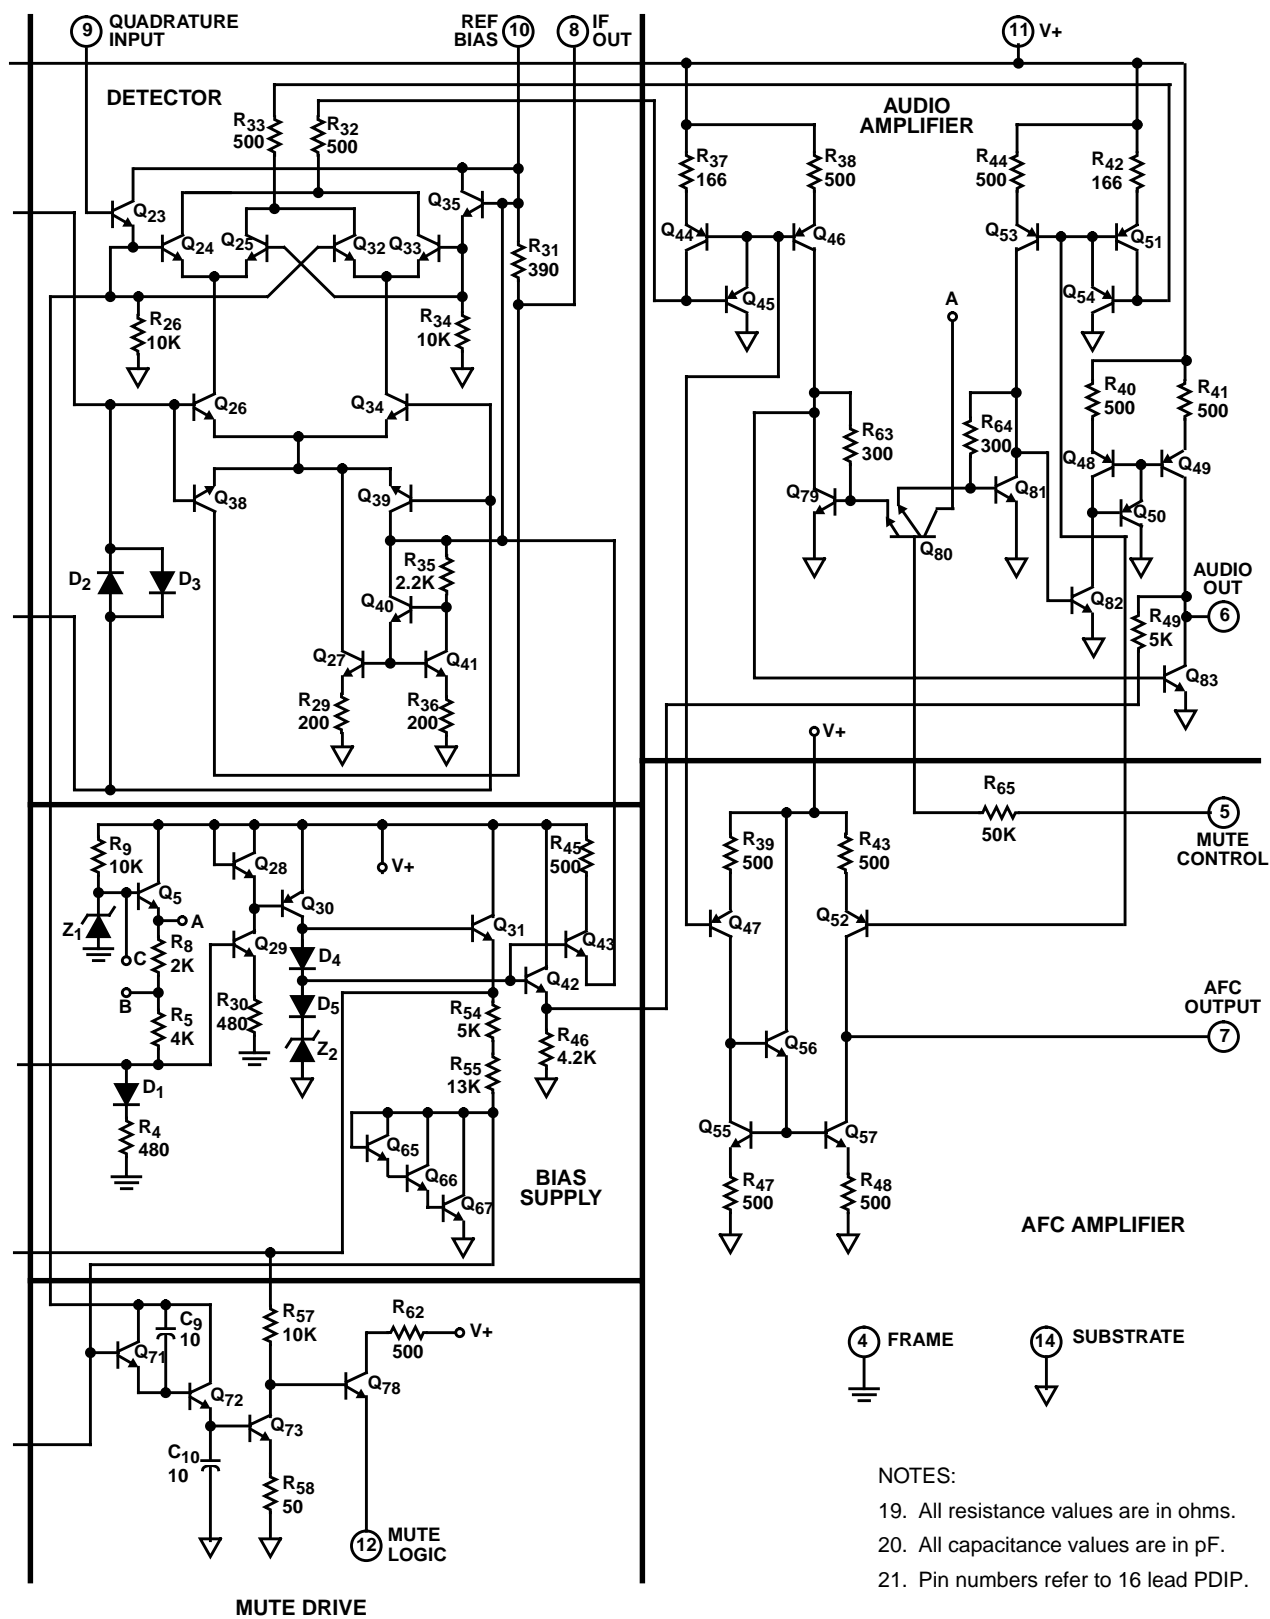 9 QUADRATURE
INPUT
REF
BIAS 10
8 IF
OUT
11 V+
DETECTOR
AUDIO
AMPLIFIER
R33
500
R32
500
R37
166
R38
500
R44
500
R42
166
Q23
Q24
Q25
Q32
Q33
Q35
R31
390
Q44
Q46
Q53
Q51
Q45
Q54
A
R26
10K
R34
10K
Q26
Q34
R40
500
R41
500
R63
300
R64
300
Q38
Q39
Q79
Q80
Q81
Q48
Q49
Q50
D2
D3
R35
2.2K
Q40
Q82
AUDIO
OUT
6
R49
5K
Q27
Q41
Q83
R29
200
R36
200
V+
R65
50K
5
MUTE
CONTROL
R9
10K
Q28
V+
R45
500
R39
500
R43
500
Q5
Z1
A
Q30
Q31
Q43
Q47
Q52
R8
2K
C
Q29
D4
Q42
B
R5
4K
R30
480
D5
Z2
R54
5K
R46
4.2K
R55
13K
Q56
AFC
OUTPUT
7
D1
R4
480
Q65
Q66
Q67
BIAS
SUPPLY
Q55
Q57
R47
500
R48
500
AFC AMPLIFIER
C9
10
Q71
Q72
R57
10K
R62
500
V+
Q78
Q73
C10
10
R58
50
12 MUTE
LOGIC
4 FRAME
14 SUBSTRATE
NOTES:
19. All resistance values are in ohms.
20. All capacitance values are in pF.
21. Pin numbers refer to 16 lead PDIP.
MUTE DRIVE